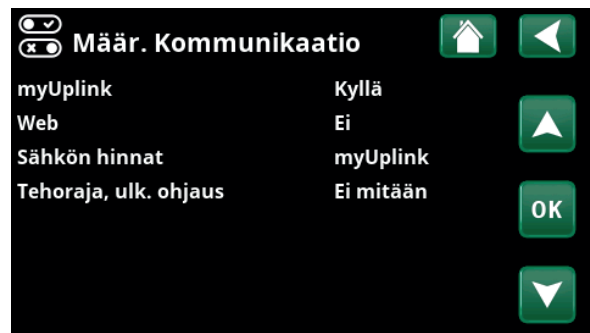 Määr. Kommunikaatio
myUplink Kyllä
Web Ei
Sähkön hinnat myUplink
Tehoraja, ulk. ohjaus Ei mitään
OK